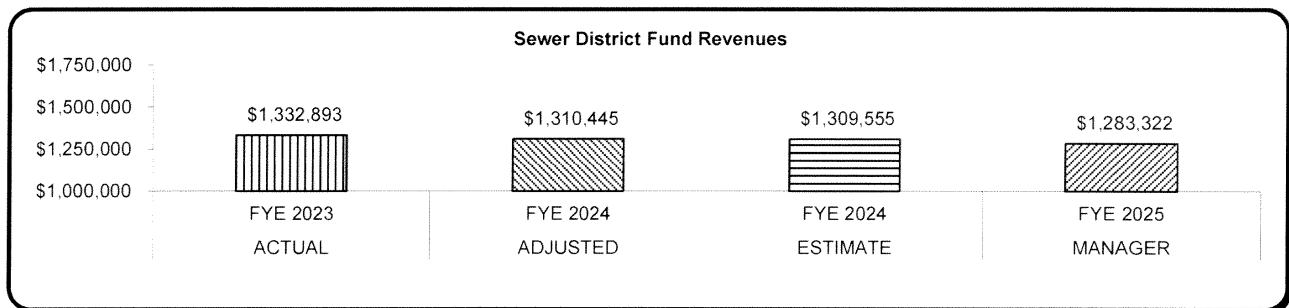 Sewer District Fund Revenues
$1,750,000
$1,500,000
$1,250,000
$1,000,000
$1,332,893
$1,310,445
$1,309,555
$1,283,322
FYE 2023
FYE 2024
FYE 2024
FYE 2025
ACTUAL
ADJUSTED
ESTIMATE
MANAGER